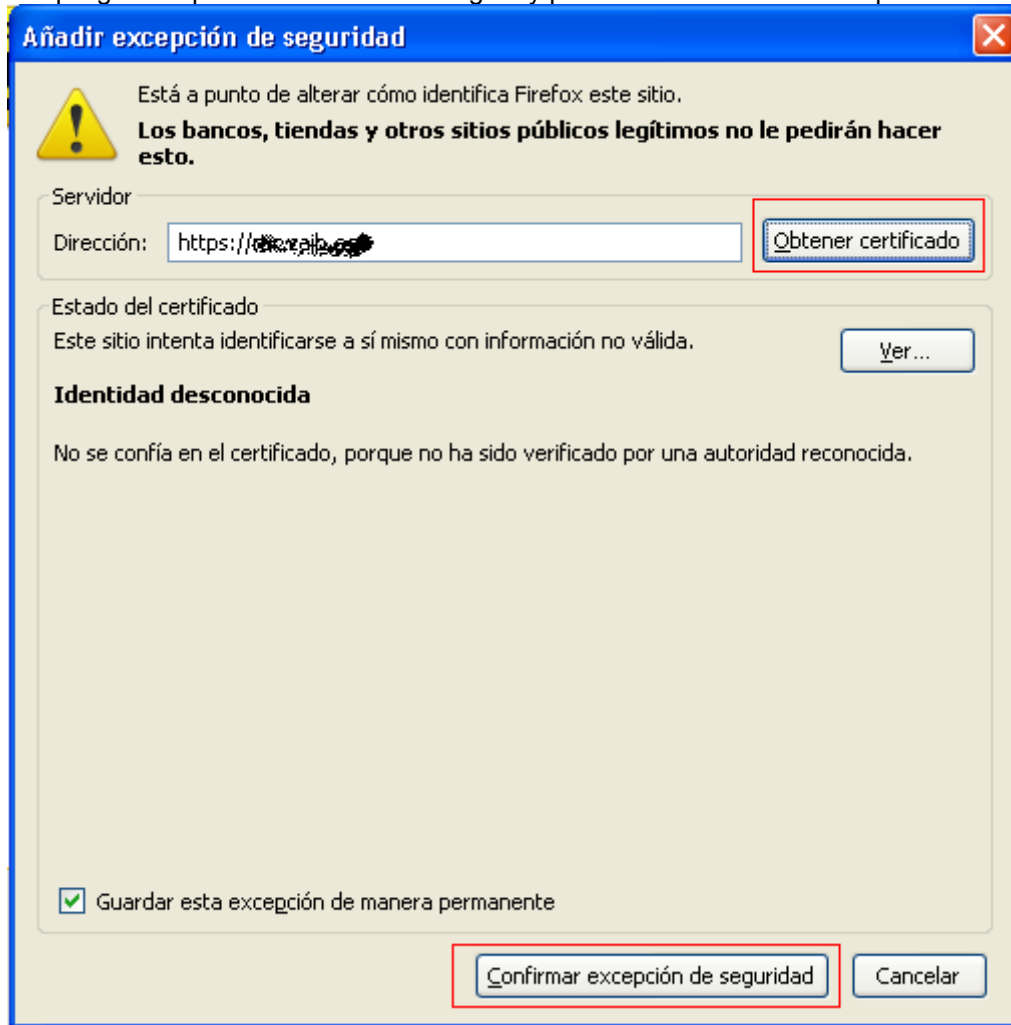 Añadir excepción de seguridad
Está a punto de alterar cómo identifica Firefox este sitio.
Los bancos, tiendas y otros sitios públicos legítimos no le pedirán hacer
esto.
Servidor
Dirección:
https://
Obtener certificado
Estado del certificado
Este sitio intenta identificarse a sí mismo con información no válida.
Ver...
Identidad desconocida
No se confía en el certificado, porque no ha sido verificado por una autoridad reconocida.
Guardar esta excepción de manera permanente
Confirmar excepción de seguridad
Cancelar